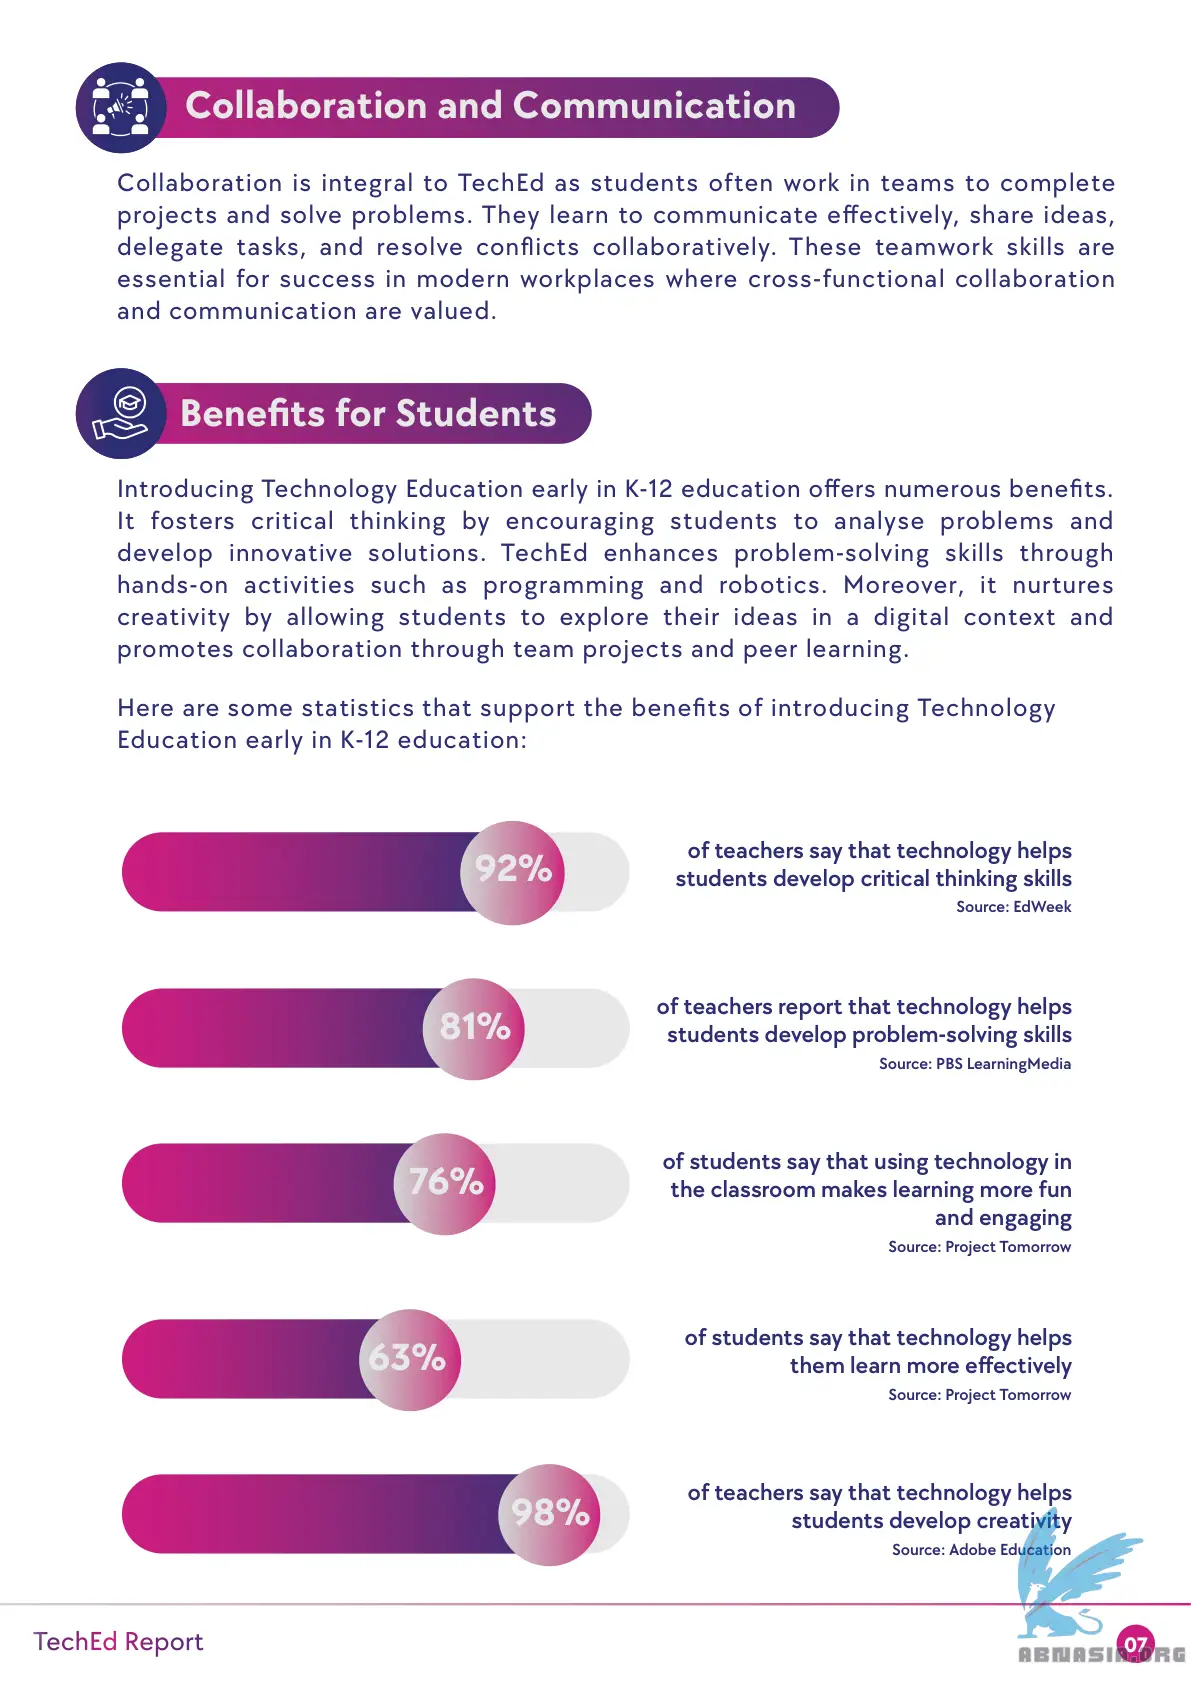 Collaboration and Communication
Collaboration is integral to TechEd as students often work in teams to complete
projects and solve problems. They learn to communicate effectively, share ideas,
delegate tasks, and resolve conflicts collaboratively. These teamwork skills are
essential for success in modern workplaces where cross-functional collaboration
and communication are valued.
Benefits for Students
Introducing Technology Education early in K-12 education offers numerous benefits.
It fosters critical thinking by encouraging students to analyse problems and
develop innovative solutions. TechEd enhances problem-solving skills through
hands-on activities such as programming and robotics. Moreover, it nurtures
creativity by allowing students to explore their ideas in a digital context and
promotes collaboration through team projects and peer learning.
Here are some statistics that support the benefits of introducing Technology
Education early in K-12 education:
92%
of teachers say that technology helps
students develop critical thinking skills
Source: EdWeek
81%
of teachers report that technology helps
students develop problem-solving skills
Source: PBS LearningMedia
76%
of students say that using technology in
the classroom makes learning more fun
and engaging
Source: Project Tomorrow
63%
of students say that technology helps
them learn more effectively
Source: Project Tomorrow
98%
of teachers say that technology helps
students develop creativity
Source: Adobe Education
TechEd Report
07
ABNASIA.ORG